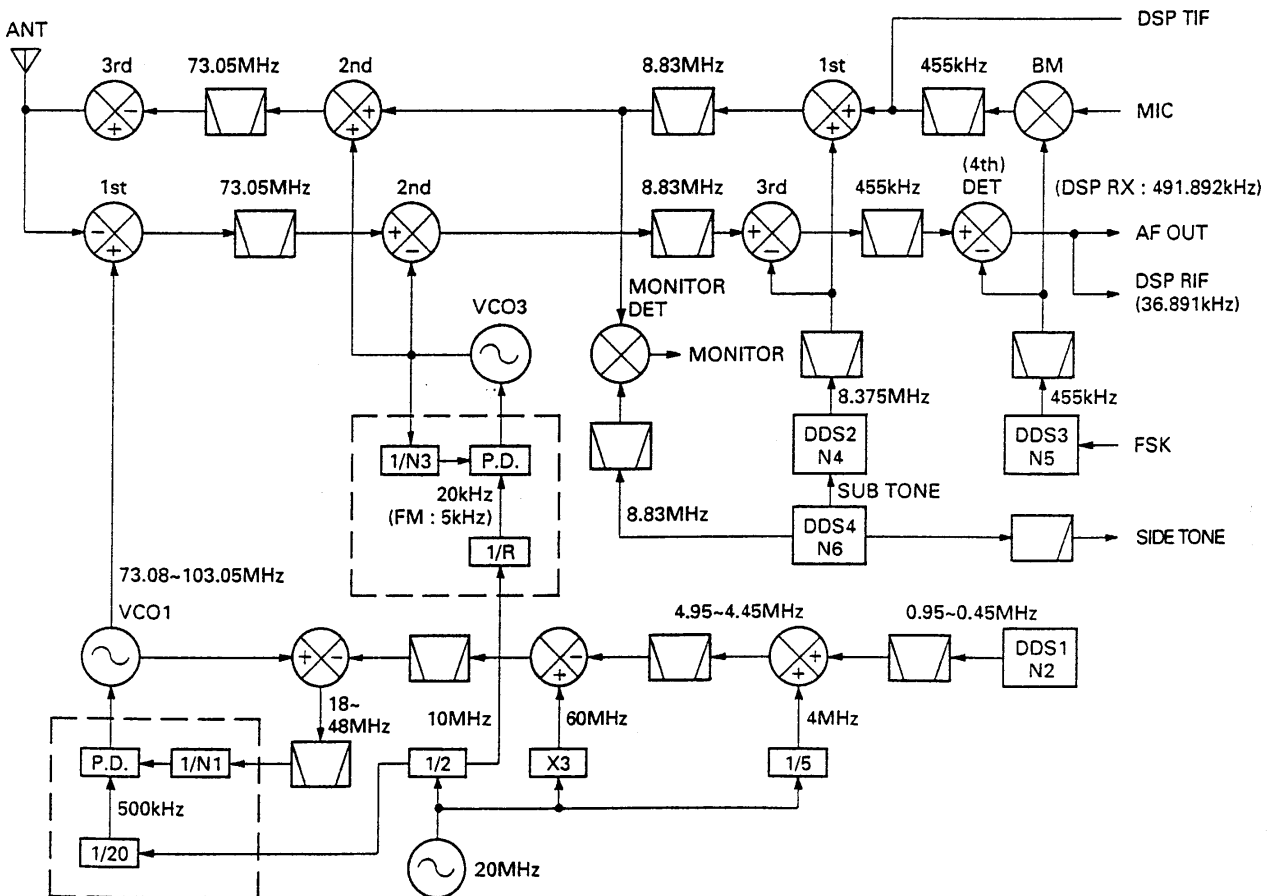 DSP TIF
ANT
3rd
73.05MHz
2nd
8.83MHz
1st
455kHz
BM
MIC
1st
73.05MHz
2nd
8.83MHz
3rd
455kHz
(4th)
DET
(DSP RX : 491.892kHz)
AF OUT
DSP RIF
(36.891kHz)
MONITOR
DET
VCO3
MONITOR
8.375MHz
455kHz
DDS2
N4
DDS3
N5
FSK
1/N3
P.D.
20kHz
(FM : 5kHz)
SUB TONE
8.83MHz
DDS4
N6
SIDE TONE
1/R
73.08~103.05MHz
VCO1
4.95~4.45MHz
0.95~0.45MHz
DDS1
N2
18~
48MHz
10MHz
60MHz
4MHz
P.D.
1/N1
1/2
X3
1/5
500kHz
1/20
20MHz